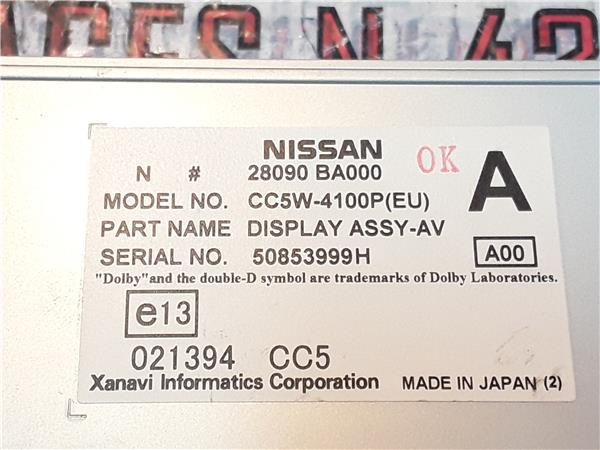 ACES N 43
NISSAN
OK
A
N # 28090 BA000
MODEL NO. CC5W-4100P(EU)
PART NAME DISPLAY ASSY-AV
SERIAL NO. 50853999H
A00
"Dolby"and the double-D symbol are trademarks of Dolby Laboratories.
e13
021394 CC5
Xanavi Informatics Corporation MADE IN JAPAN (2)